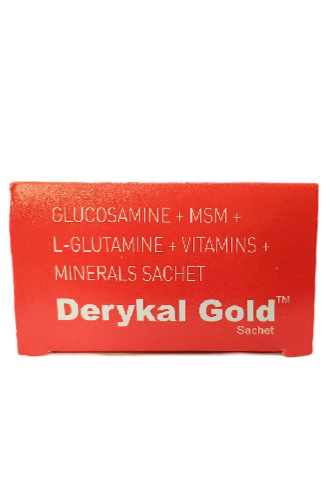 GLUCOSAMINE + MSM +
L-GLUTAMINE + VITAMINS +
MINERALS SACHET
Derykal Gold™
Sachet